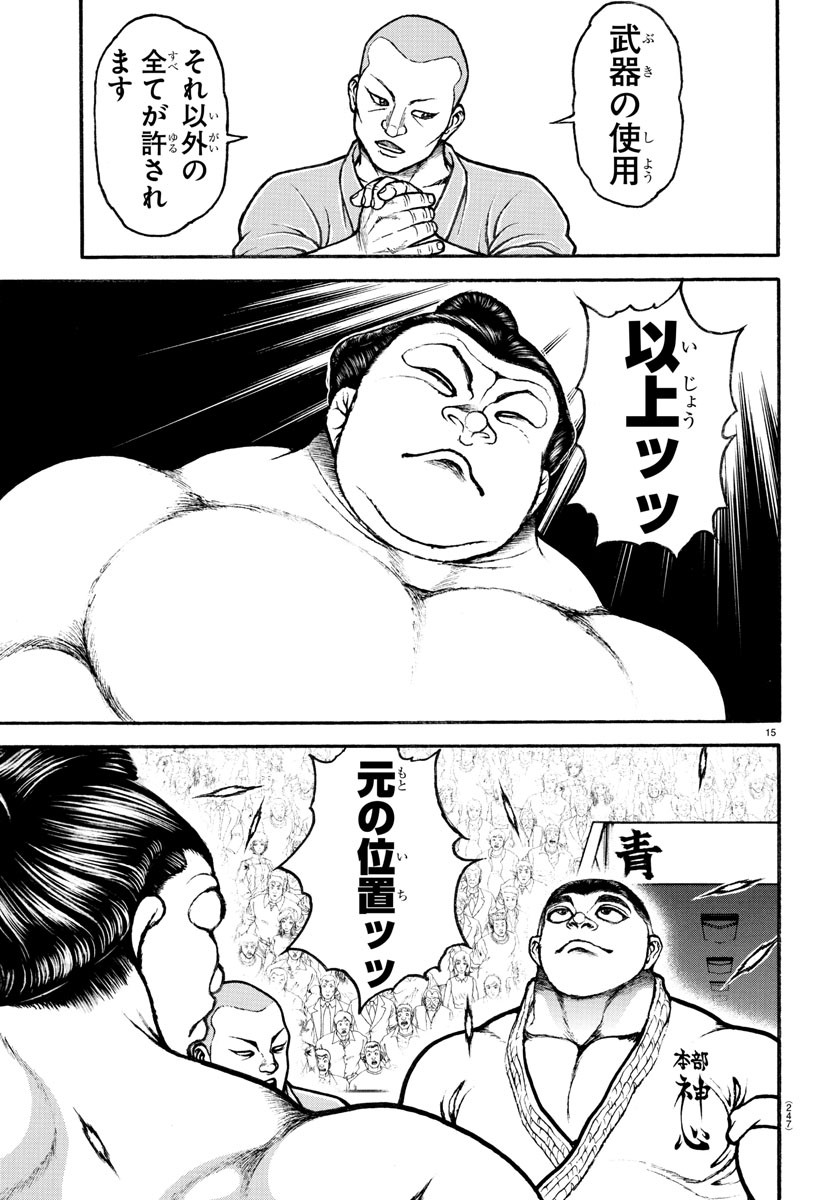 武器の使用
それ以外の
全てが許され
ます
以上ッッ
15
元の位置ッッ
青
本部
神心
(247)